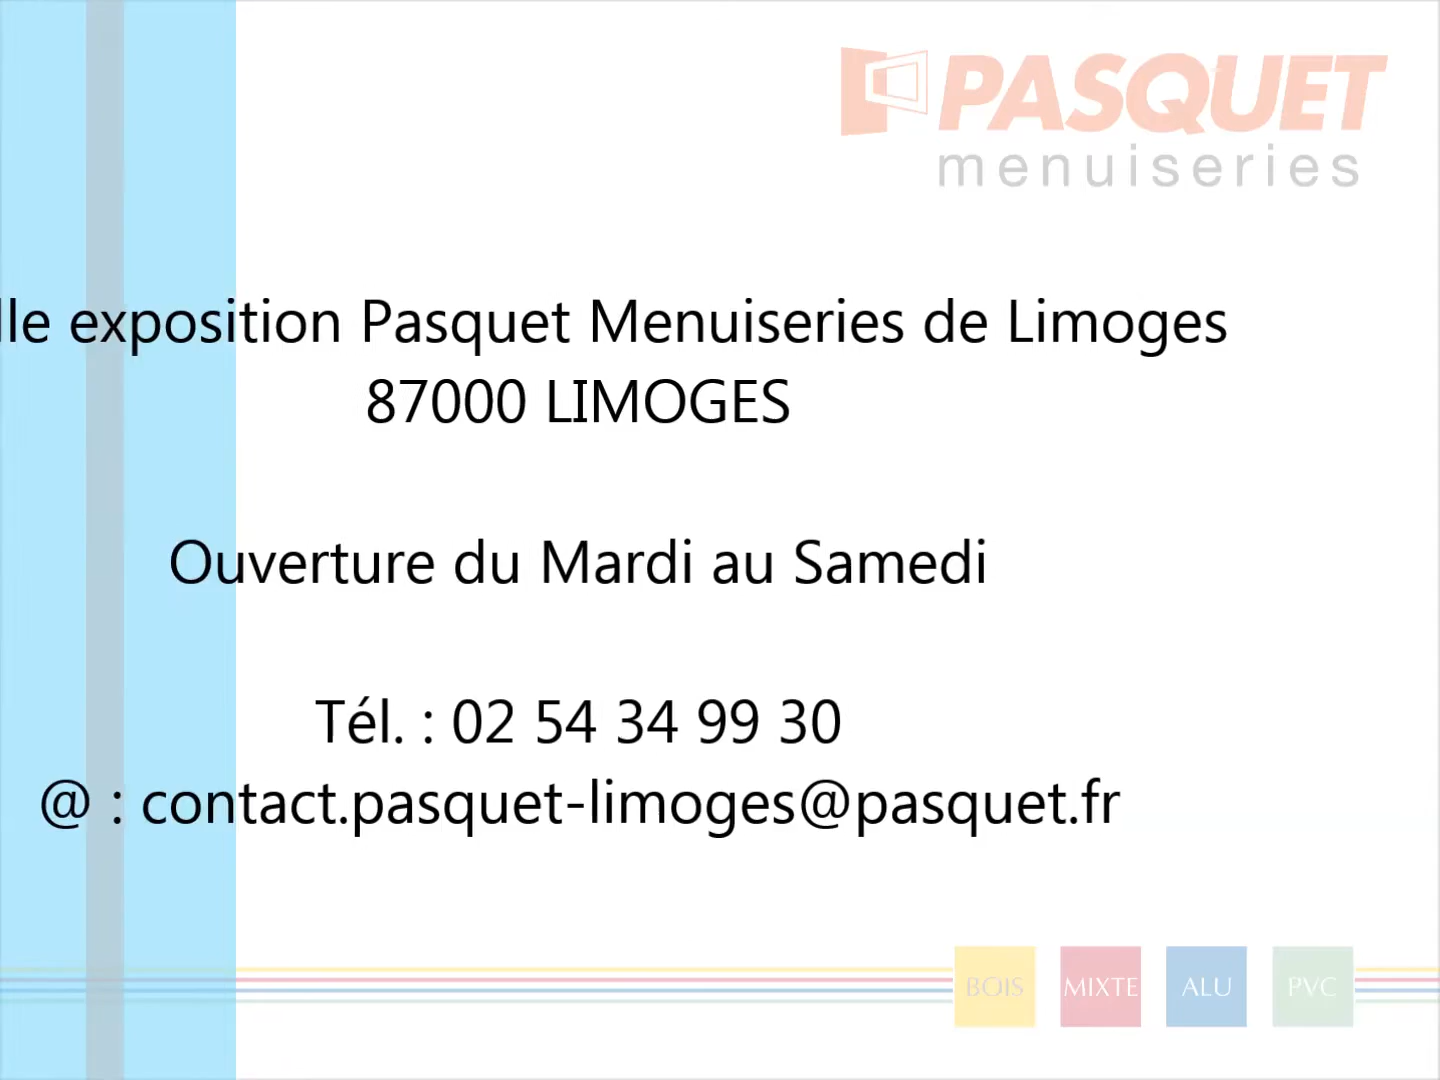 PASQUET
menuiseries
lle exposition Pasquet Menuiseries de Limoges
87000 LIMOGES
Ouverture du Mardi au Samedi
Tél. : 02 54 34 99 30
@ : contact.pasquet-limoges@pasquet.fr
BOIS MIXTE ALU PVC